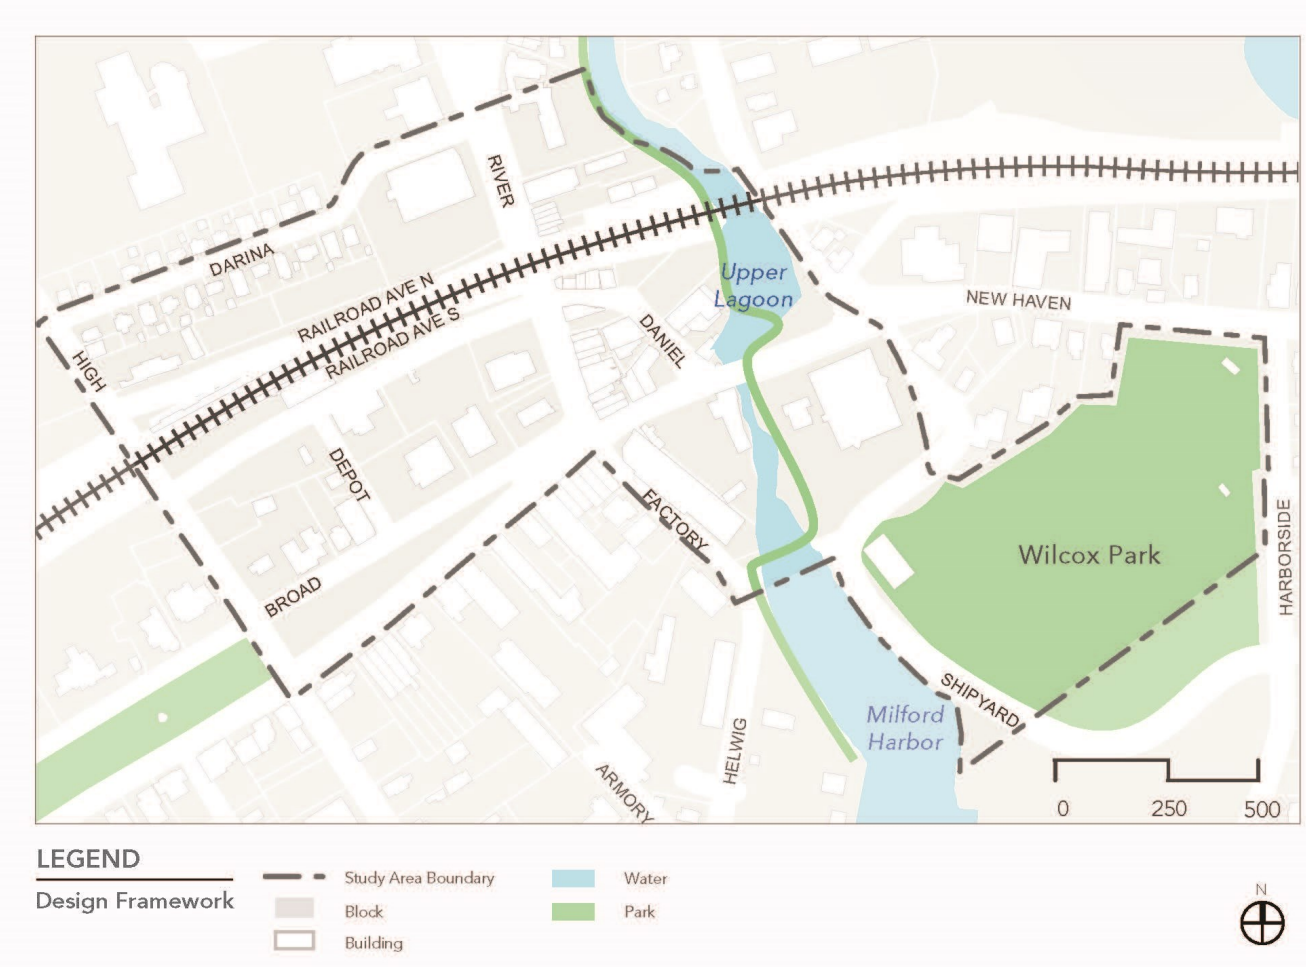 RIVER
DARINA
RAILROAD AVE N
RAILROAD AVE S
Upper
Lagoon
NEW HAVEN
DANIEL
HIGH
DEPOT
FACTORY
HARBORSIDE
Wilcox Park
BROAD
SHIPYARD
Milford
Harbor
HELWIG
ARMORY
0 250 500
LEGEND
Design Framework
Study Area Boundary
Block
Building
Water
Park
N